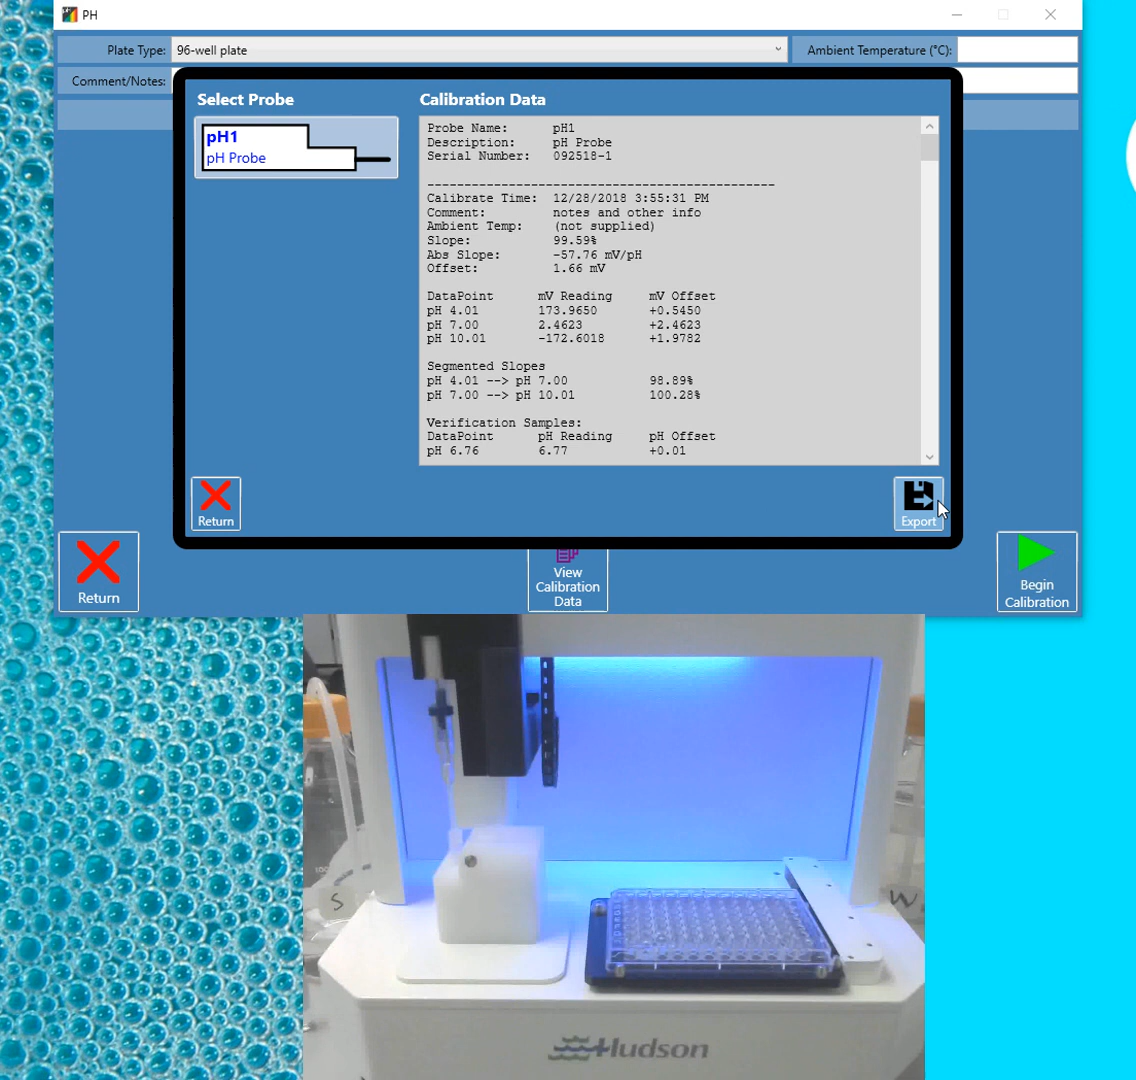 PH
Plate Type: 96-well plate Ambient Temperature (°C):
Comment/Notes:
Select Probe
pH1
pH Probe
Calibration Data
Probe Name: pH1
Description: pH Probe
Serial Number: 092518-1
-----------------------------------------------
Calibrate Time: 12/28/2018 3:55:31 PM
Comment: notes and other info
Ambient Temp: (not supplied)
Slope: 99.59%
Abs Slope: -57.76 mV/pH
Offset: 1.66 mV
DataPoint mV Reading mV Offset
pH 4.01 173.9650 +0.5450
pH 7.00 2.4623 +2.4623
pH 10.01 -172.6018 +1.9782
Segmented Slopes
pH 4.01 --> pH 7.00 98.89%
pH 7.00 --> pH 10.01 100.28%
Verification Samples:
DataPoint pH Reading pH Offset
pH 6.76 6.77 +0.01
Return
Export
Return
View
Calibration
Data
Begin
Calibration
S
W
Hudson